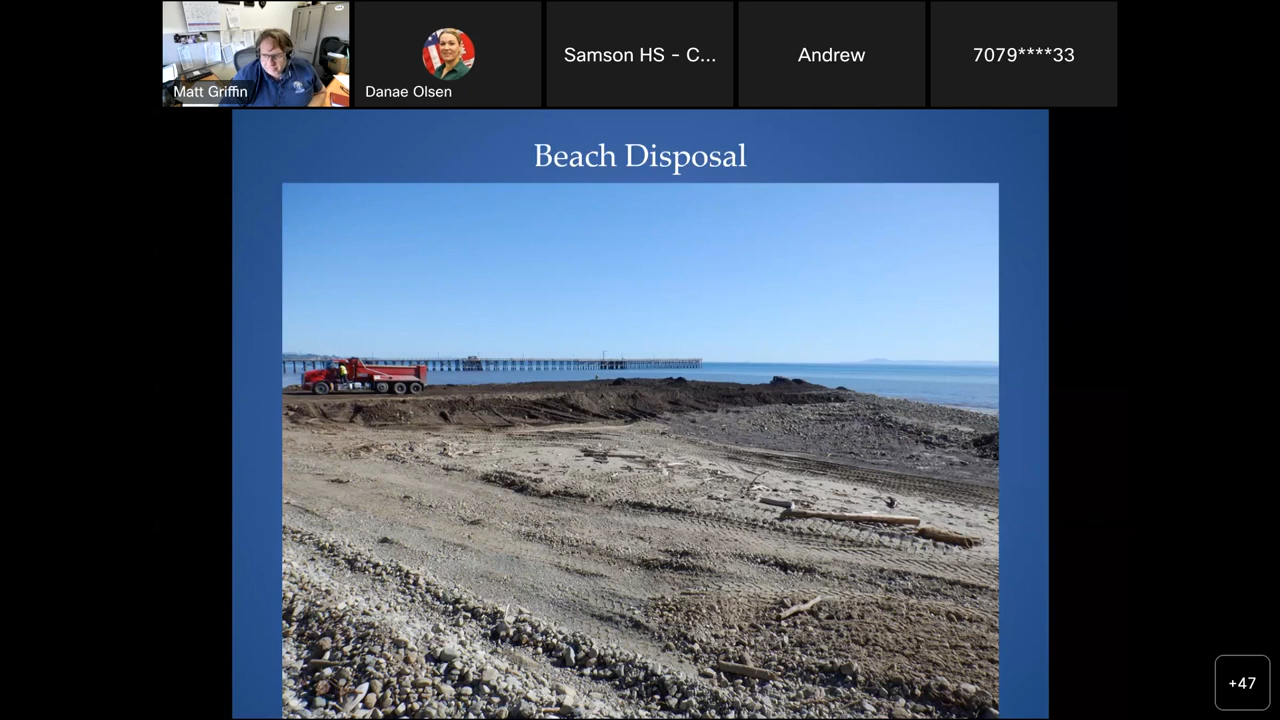 Matt Griffin
Danae Olsen
Samson HS - C...
Andrew
7079****33
Beach Disposal
+47